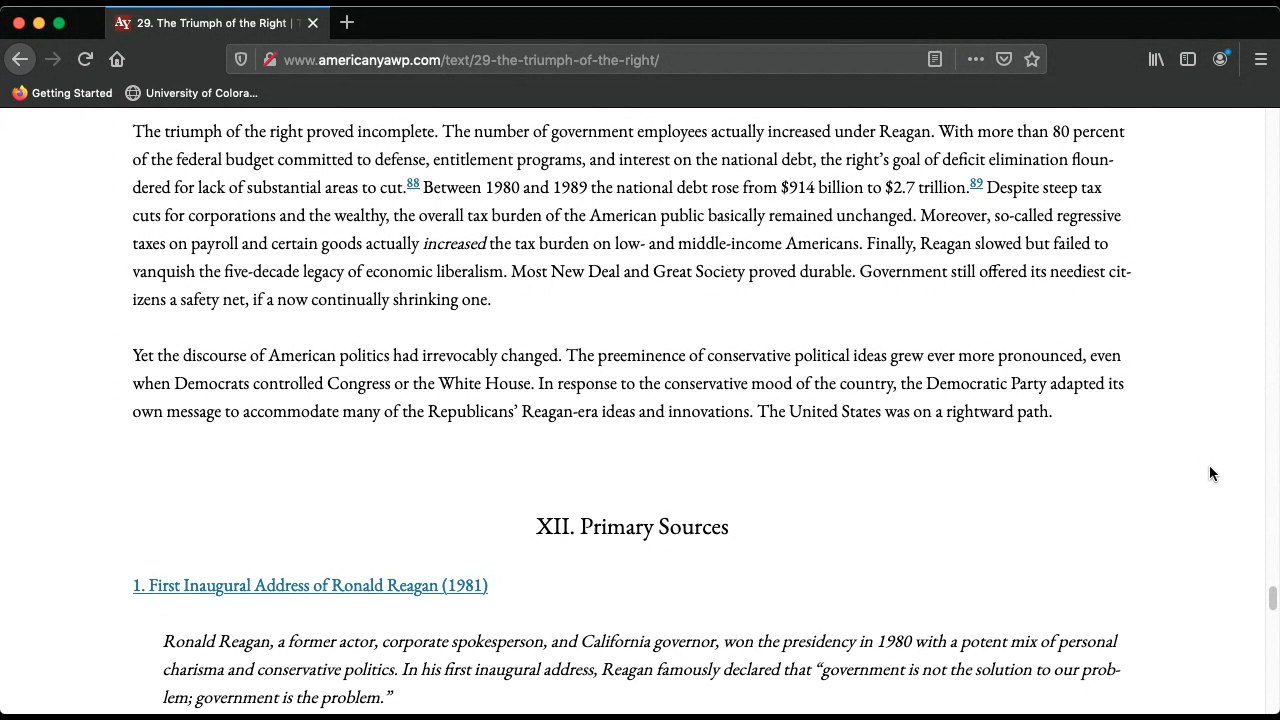 29. The Triumph of the Right | T
www.americanyawp.com/text/29-the-triumph-of-the-right/
Getting Started
University of Colora...
The triumph of the right proved incomplete. The number of government employees actually increased under Reagan. With more than 80 percent
of the federal budget committed to defense, entitlement programs, and interest on the national debt, the right’s goal of deficit elimination floun-
dered for lack of substantial areas to cut.88 Between 1980 and 1989 the national debt rose from $914 billion to $2.7 trillion.89 Despite steep tax
cuts for corporations and the wealthy, the overall tax burden of the American public basically remained unchanged. Moreover, so-called regressive
taxes on payroll and certain goods actually increased the tax burden on low- and middle-income Americans. Finally, Reagan slowed but failed to
vanquish the five-decade legacy of economic liberalism. Most New Deal and Great Society proved durable. Government still offered its neediest cit-
izens a safety net, if a now continually shrinking one.
Yet the discourse of American politics had irrevocably changed. The preeminence of conservative political ideas grew ever more pronounced, even
when Democrats controlled Congress or the White House. In response to the conservative mood of the country, the Democratic Party adapted its
own message to accommodate many of the Republicans’ Reagan-era ideas and innovations. The United States was on a rightward path.
XII. Primary Sources
1. First Inaugural Address of Ronald Reagan (1981)
Ronald Reagan, a former actor, corporate spokesperson, and California governor, won the presidency in 1980 with a potent mix of personal
charisma and conservative politics. In his first inaugural address, Reagan famously declared that “government is not the solution to our prob-
lem; government is the problem.”